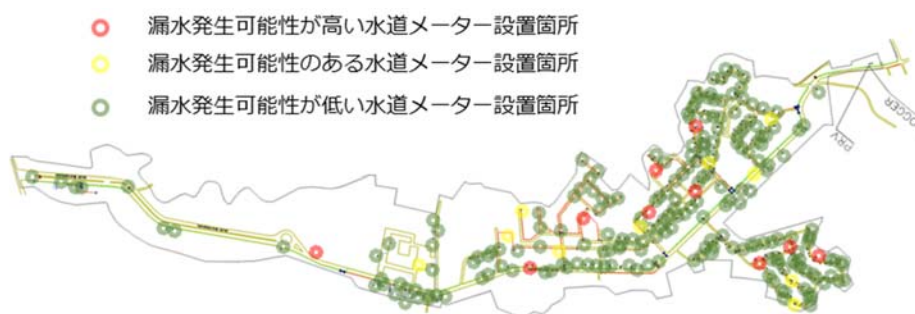 漏水発生可能性が高い水道メーター設置箇所
漏水発生可能性のある水道メーター設置箇所
漏水発生可能性が低い水道メーター設置箇所
LOGGER
PRV